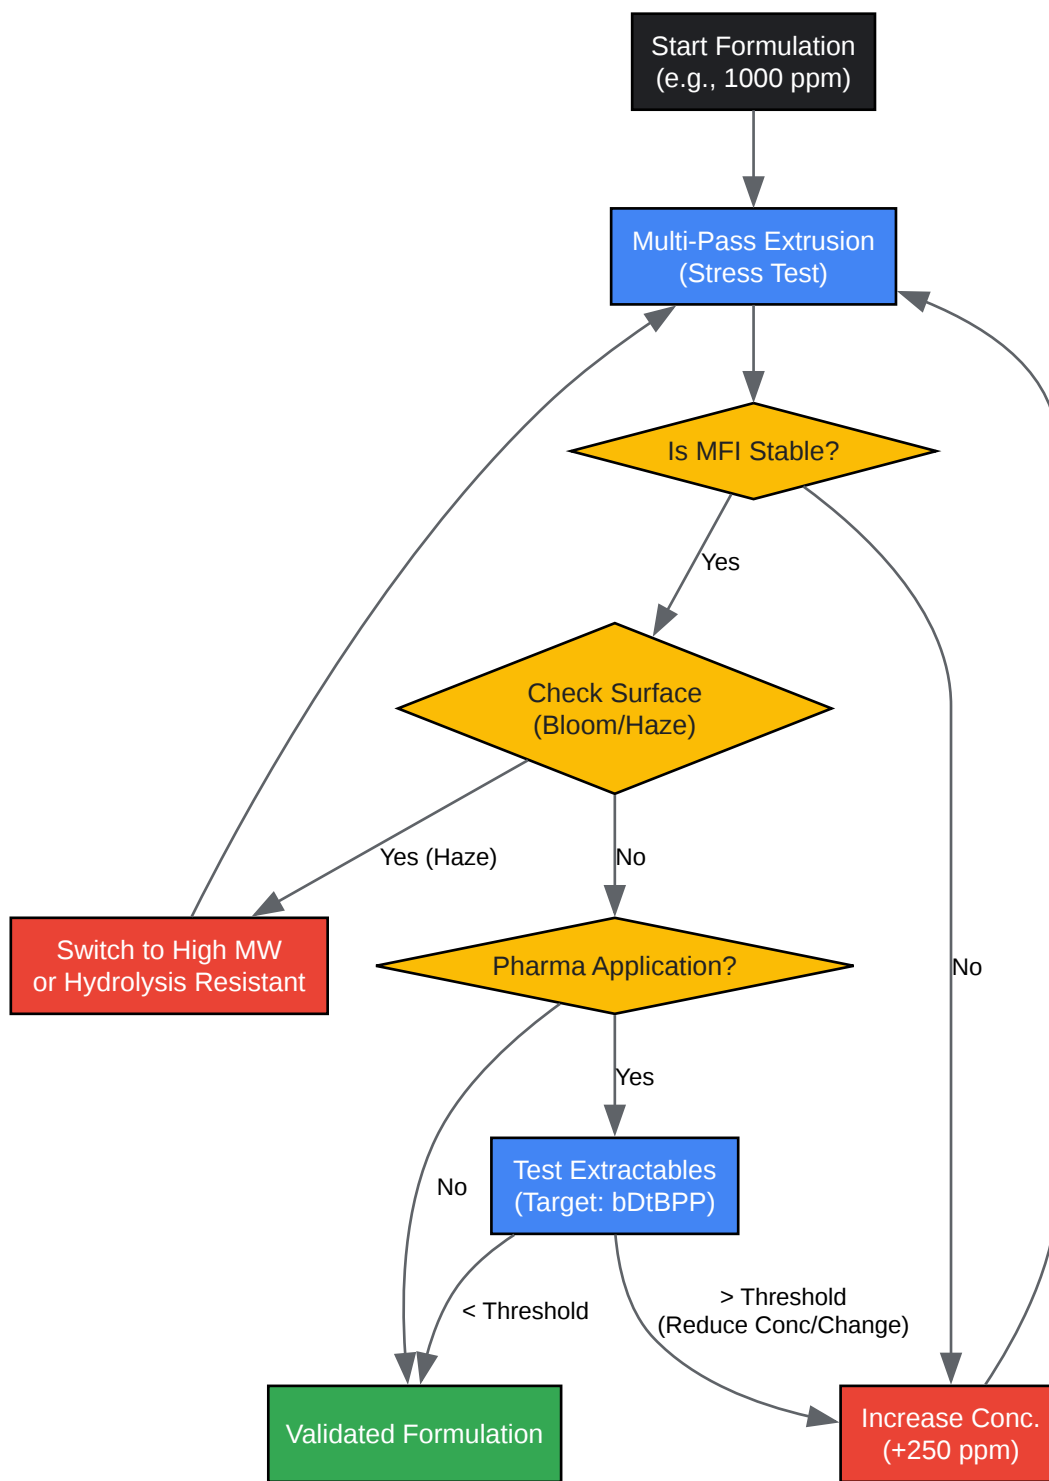 Start Formulation
(e.g., 1000 ppm)
Multi-Pass Extrusion
(Stress Test)
Is MFI Stable?
Yes
Check Surface
(Bloom/Haze)
Yes (Haze)
No
Switch to High MW
or Hydrolysis Resistant
Pharma Application?
No
Yes
Test Extractables
(Target: bDtBPP)
No
< Threshold
> Threshold
(Reduce Conc/Change)
Validated Formulation
Increase Conc.
(+250 ppm)